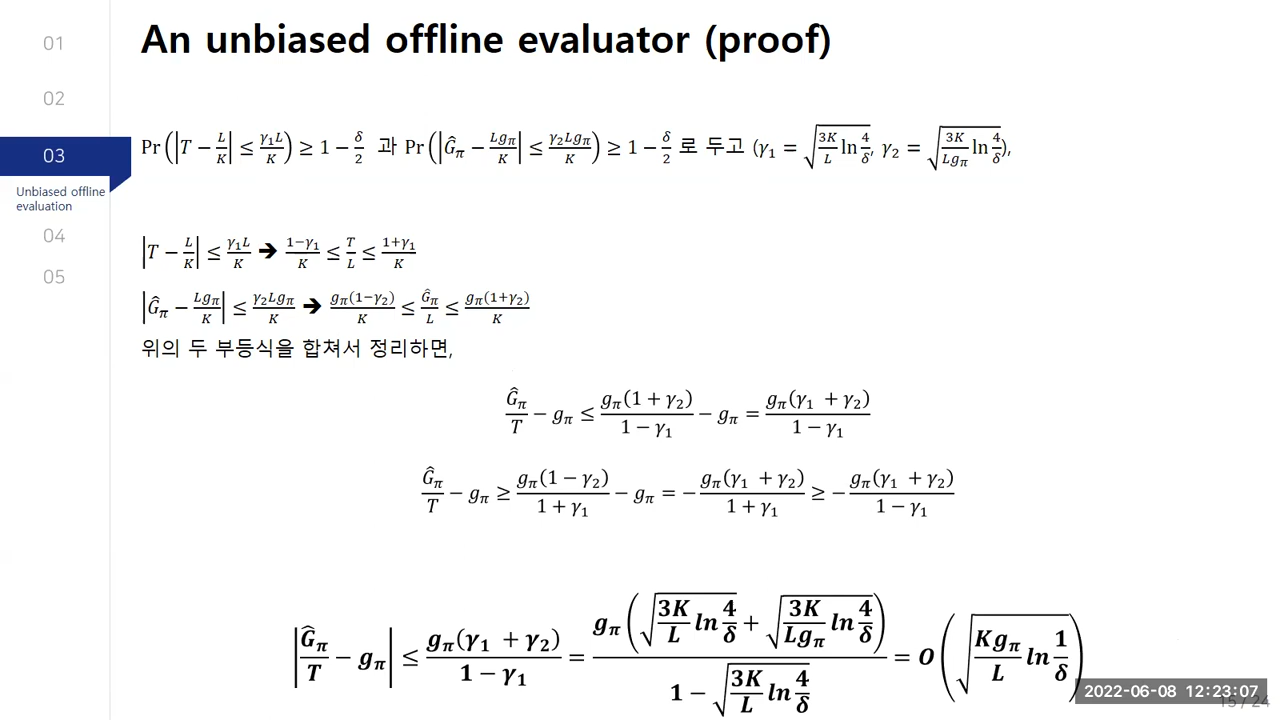 An unbiased offline evaluator (proof)
01
02
03
Unbiased offline
evaluation
04
05
Pr(|T − L/K| ≤ γ₁L/K) ≥ 1 − δ/2 과 Pr(|Ĝ_π − Lg_π/K| ≤ γ₂Lg_π/K) ≥ 1 − δ/2 로 두고 (γ₁ = √(3K/L ln 4/δ), γ₂ = √(3K/Lg_π ln 4/δ)),
|T − L/K| ≤ γ₁L/K ➔ (1−γ₁)/K ≤ T/L ≤ (1+γ₁)/K
|Ĝ_π − Lg_π/K| ≤ γ₂Lg_π/K ➔ g_π(1−γ₂)/K ≤ Ĝ_π/L ≤ g_π(1+γ₂)/K
위의 두 부등식을 합쳐서 정리하면,
Ĝ_π/T − g_π ≤ g_π(1 + γ₂)/(1 − γ₁) − g_π = g_π(γ₁ + γ₂)/(1 − γ₁)
Ĝ_π/T − g_π ≥ g_π(1 − γ₂)/(1 + γ₁) − g_π = − g_π(γ₁ + γ₂)/(1 + γ₁) ≥ − g_π(γ₁ + γ₂)/(1 − γ₁)
|Ĝ_π/T − g_π| ≤ g_π(γ₁ + γ₂)/(1 − γ₁) = g_π(√(3K/L ln 4/δ) + √(3K/Lg_π ln 4/δ))/(1 − √(3K/L ln 4/δ)) = O(√(Kg_π/L ln 1/δ))
2022-06-08 12:23:07
15 / 24